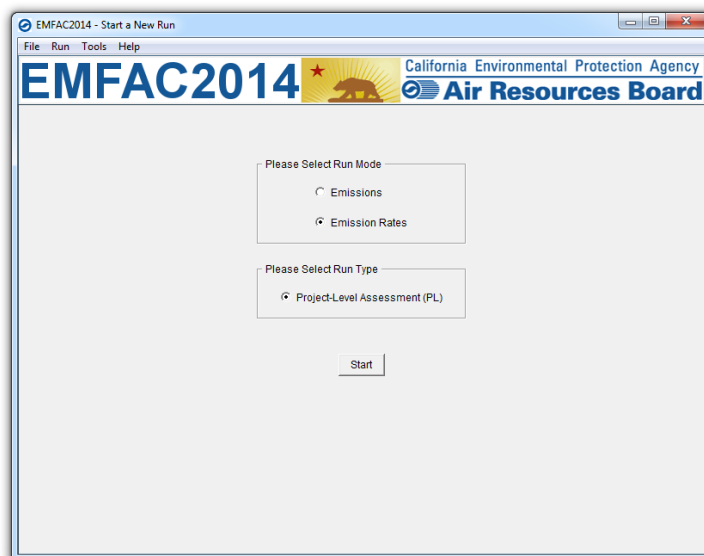 EMFAC2014 - Start a New Run
File Run Tools Help
EMFAC2014
California Environmental Protection Agency
Air Resources Board
Please Select Run Mode
Emissions
Emission Rates
Please Select Run Type
Project-Level Assessment (PL)
Start